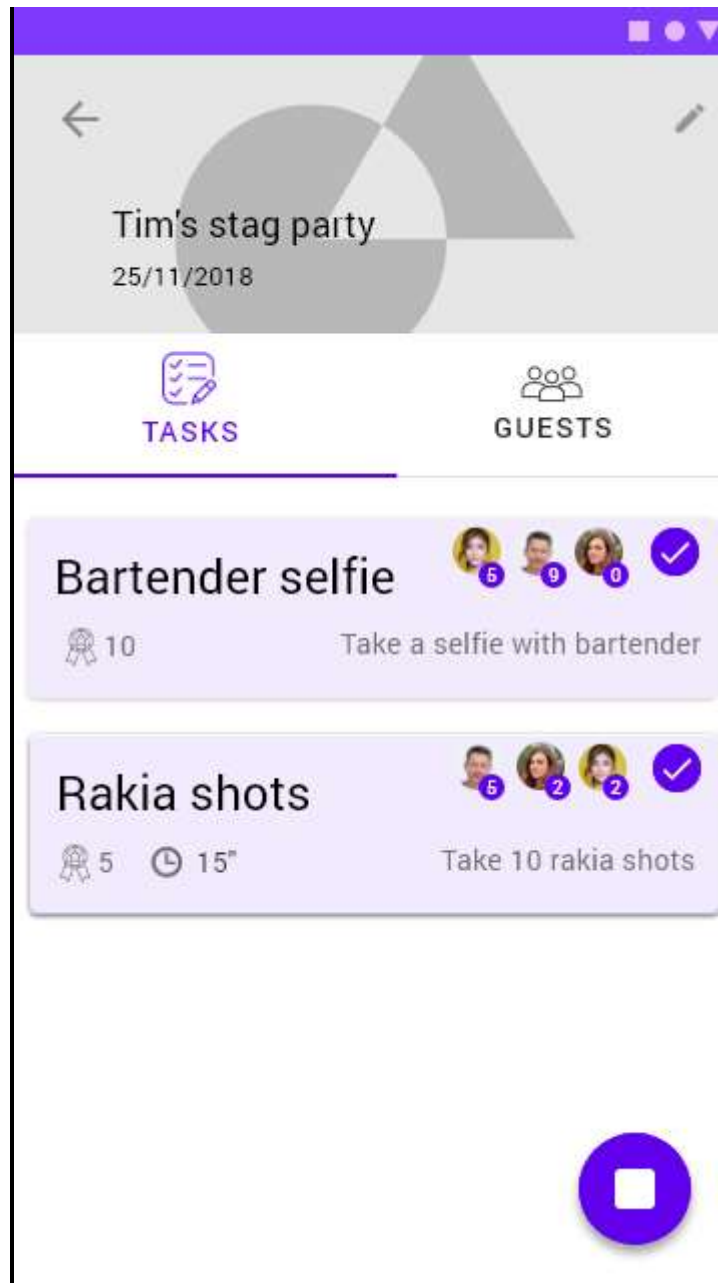 Tim's stag party
25/11/2018
TASKS
GUESTS
Bartender selfie
5
9
0
10
Take a selfie with bartender
Rakia shots
5
2
2
5
15"
Take 10 rakia shots